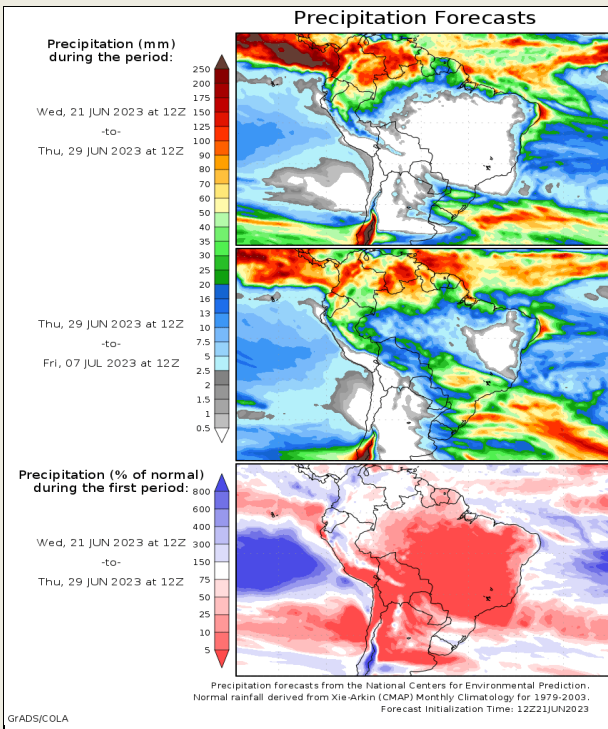 Precipitation Forecasts
Precipitation (mm)
during the period:
Wed, 21 JUN 2023 at 12Z
-to-
Thu, 29 JUN 2023 at 12Z
250
200
175
150
125
100
90
80
70
60
50
40
35
30
25
20
16
13
10
7.5
5
2.5
2
1.5
1
0.5
Thu, 29 JUN 2023 at 12Z
-to-
Fri, 07 JUL 2023 at 12Z
Precipitation (% of normal)
during the first period:
Wed, 21 JUN 2023 at 12Z
-to-
Thu, 29 JUN 2023 at 12Z
800
600
400
300
150
75
50
25
10
5
Precipitation forecasts from the National Centers for Environmental Prediction.
Normal rainfall derived from Xie-Arkin (CMAP) Monthly Climatology for 1979-2003.
Forecast Initialization Time: 12Z21JUN2023
GrADS/COLA